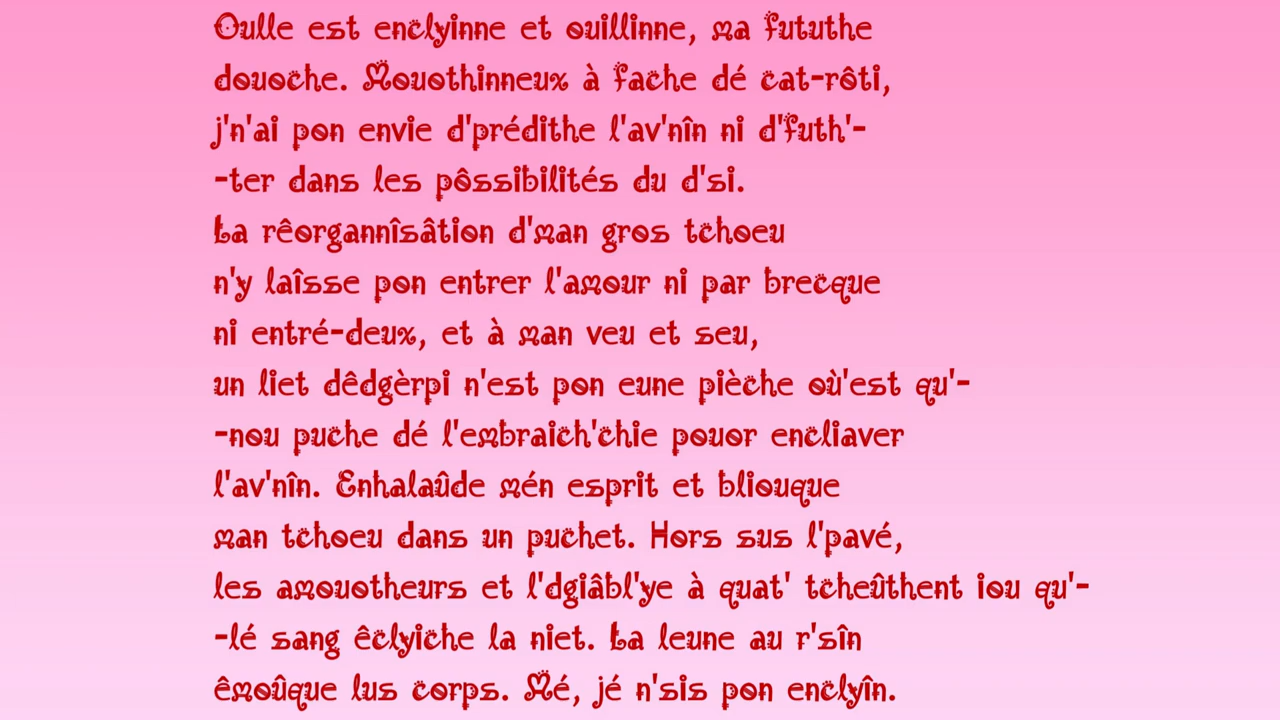 Oulle est enclyinne et ouillinne, ma fututhe
douoche. Mouothinneux à fache dé cat-rôti,
j'n'ai pon envie d'prédithe l'av'nîn ni d'futh'-
-ter dans les pôssibilités du d'si.
La rêorgannîsâtion d'man gros tchoeu
n'y laîsse pon entrer l'amour ni par brecque
ni entré-deux, et à man veu et seu,
un liet dêdgèrpi n'est pon eune pièche où'est qu'-
-nou puche dé l'embraich'chie pouor encliaver
l'av'nîn. Enhalaûde mén esprit et bliouque
man tchoeu dans un puchet. Hors sus l'pavé,
les amouotheurs et l'dgiâbl'ye à quat' tcheûthent iou qu'-
-lé sang êclyiche la niet. La leune au r'sîn
êmoûque lus corps. Mé, jé n'sis pon enclyîn.